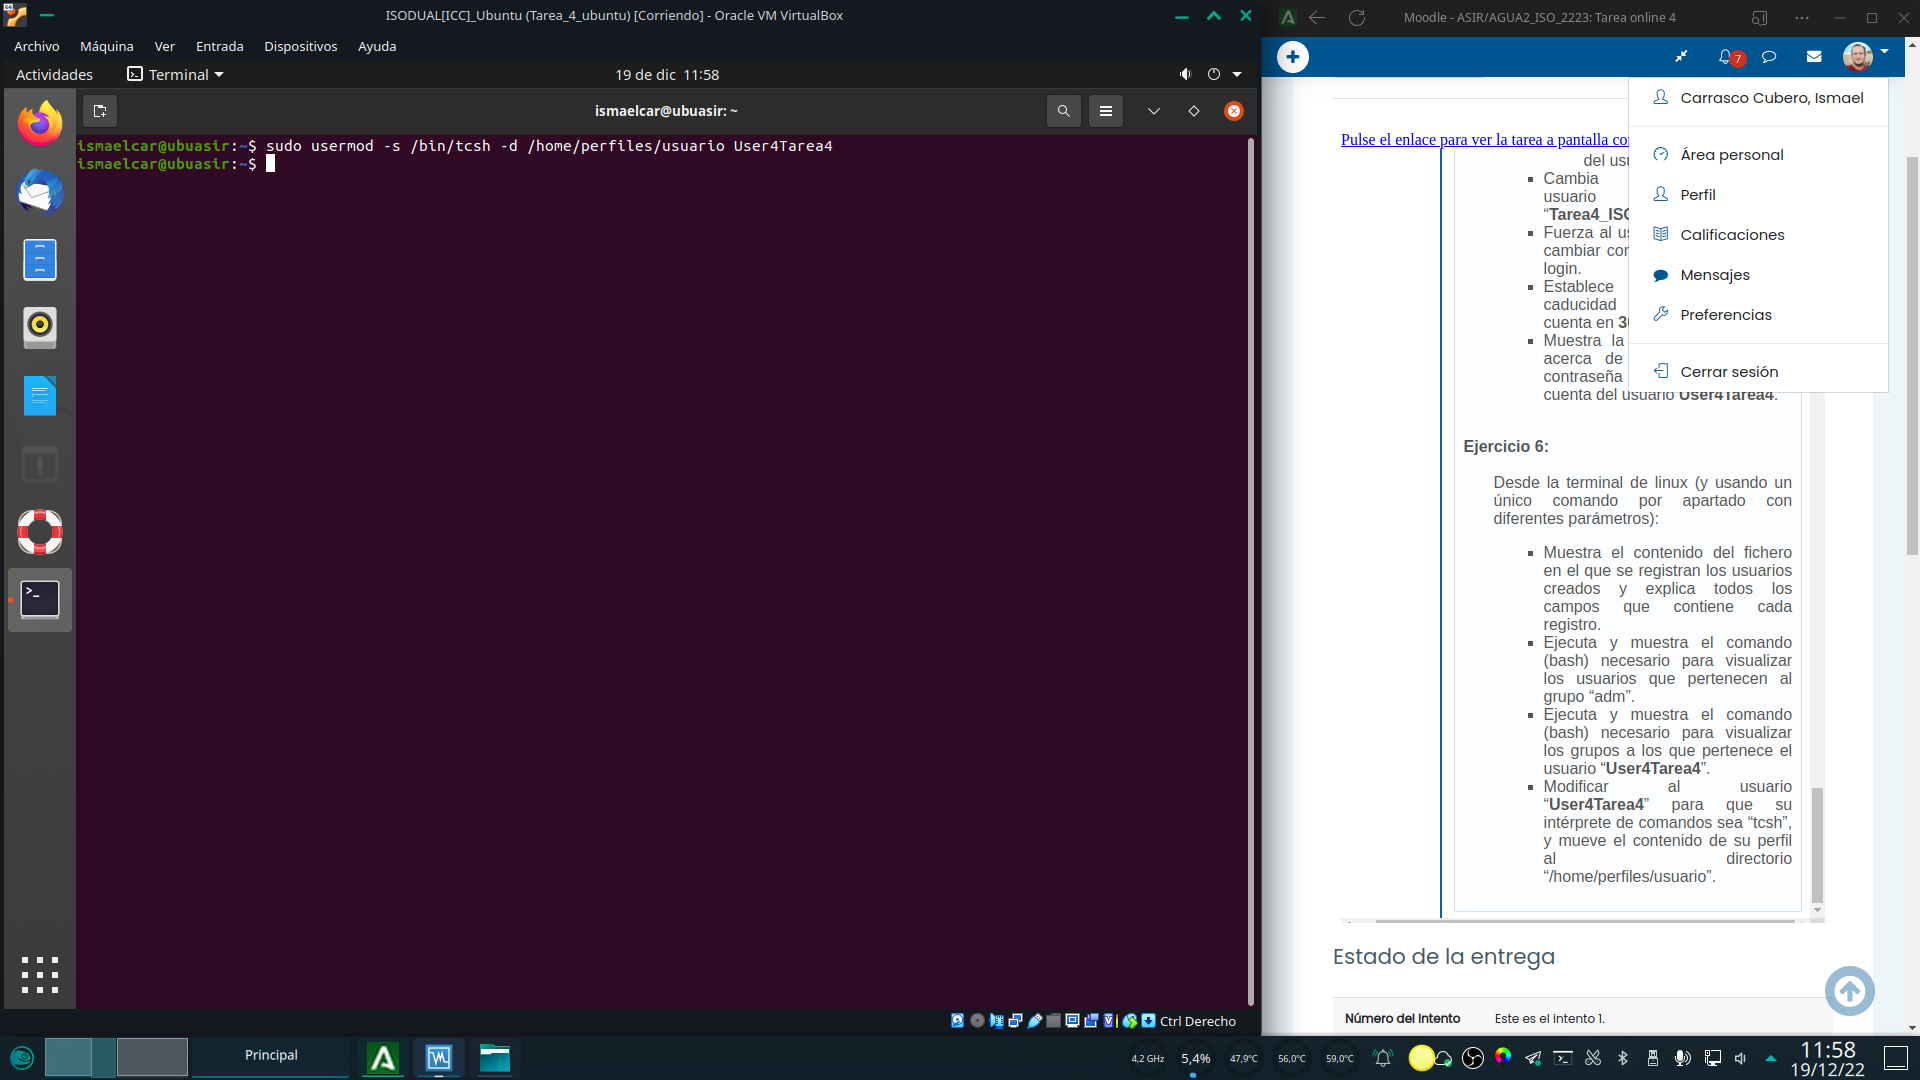 ISODUAL[ICC]_Ubuntu (Tarea_4_ubuntu) [Corriendo] - Oracle VM VirtualBox
Archivo Máquina Ver Entrada Dispositivos Ayuda
Actividades Terminal 19 de dic 11:58
ismaelcar@ubuasir: ~
ismaelcar@ubuasir:~$ sudo usermod -s /bin/tcsh -d /home/perfiles/usuario User4Tarea4
ismaelcar@ubuasir:~$
Ctrl Derecho
Moodle - ASIR/AGUA2_ISO_2223: Tarea online 4
7
Carrasco Cubero, Ismael
Área personal
Perfil
Calificaciones
Mensajes
Preferencias
Cerrar sesión
Pulse el enlace para ver la tarea a pantalla co
del usu
Cambia
usuario
“Tarea4_ISO
Fuerza al us
cambiar con
login.
Establece
caducidad
cuenta en 30
Muestra la
acerca de
contraseña
cuenta del usuario User4Tarea4.
Ejercicio 6:
Desde la terminal de linux (y usando un
único comando por apartado con
diferentes parámetros):
Muestra el contenido del fichero
en el que se registran los usuarios
creados y explica todos los
campos que contiene cada
registro.
Ejecuta y muestra el comando
(bash) necesario para visualizar
los usuarios que pertenecen al
grupo “adm”.
Ejecuta y muestra el comando
(bash) necesario para visualizar
los grupos a los que pertenece el
usuario “User4Tarea4”.
Modificar al usuario
“User4Tarea4” para que su
intérprete de comandos sea “tcsh”,
y mueve el contenido de su perfil
al directorio
“/home/perfiles/usuario”.
Estado de la entrega
Número del Intento Este es el intento 1.
Principal
4,2 GHz 5,4% 47,9°C 56,0°C 59,0°C
11:58
19/12/22